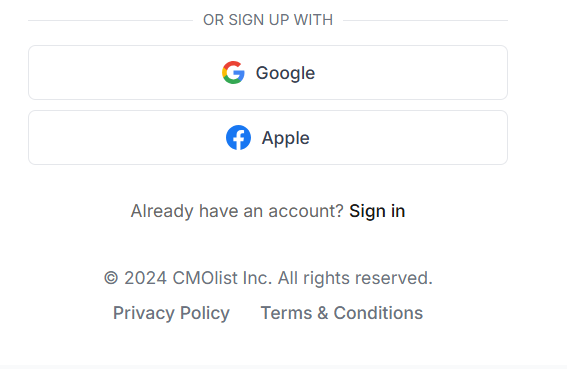 OR SIGN UP WITH
Google
Apple
Already have an account? Sign in
© 2024 CMOlist Inc. All rights reserved.
Privacy Policy Terms & Conditions